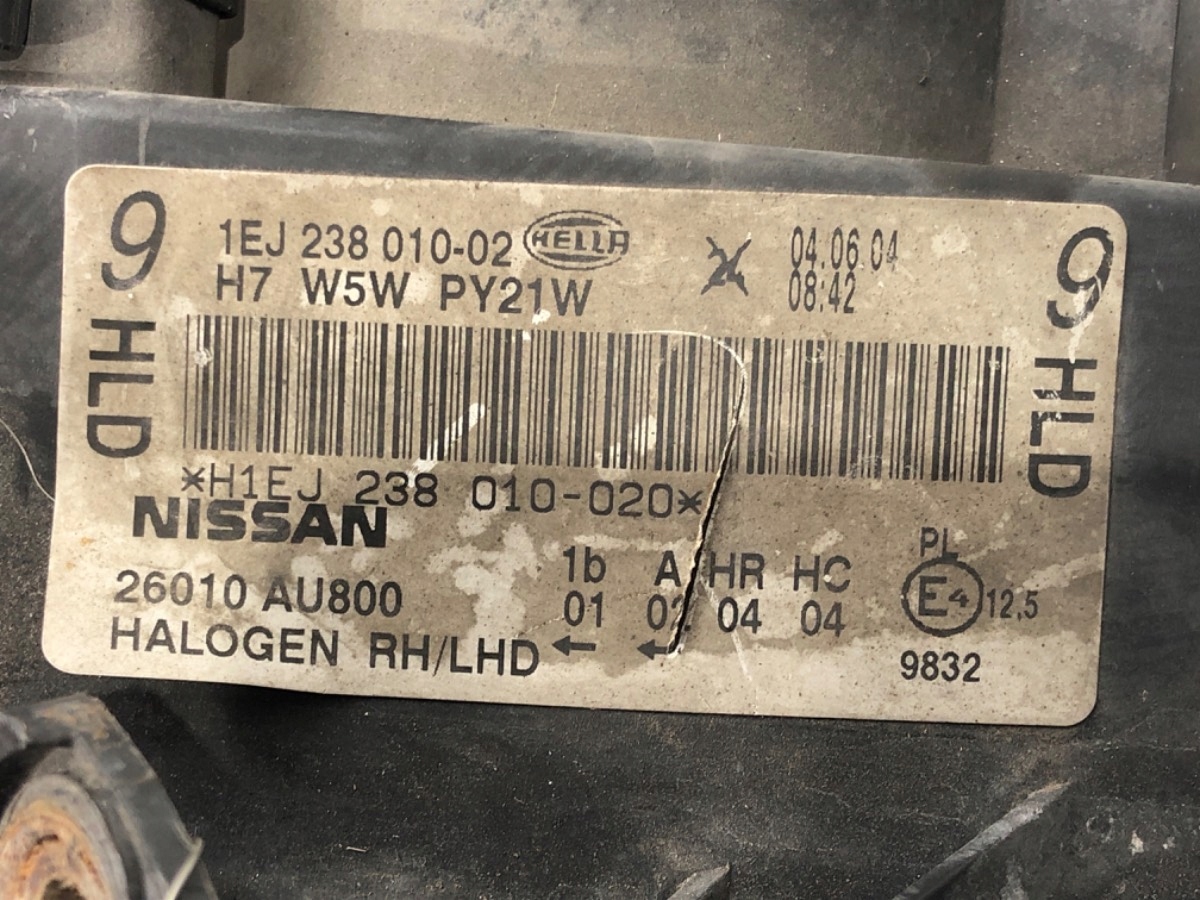 9 HLD
1EJ 238 010-02 HELLA
H7 W5W PY21W
24
04.06.04
08:42
9 HLD
*H1EJ 238 010-020*
NISSAN
26010 AU800
HALOGEN RH/LHD
1b A HR HC
01 02 04 04
← ←
PL
E4 12,5
9832